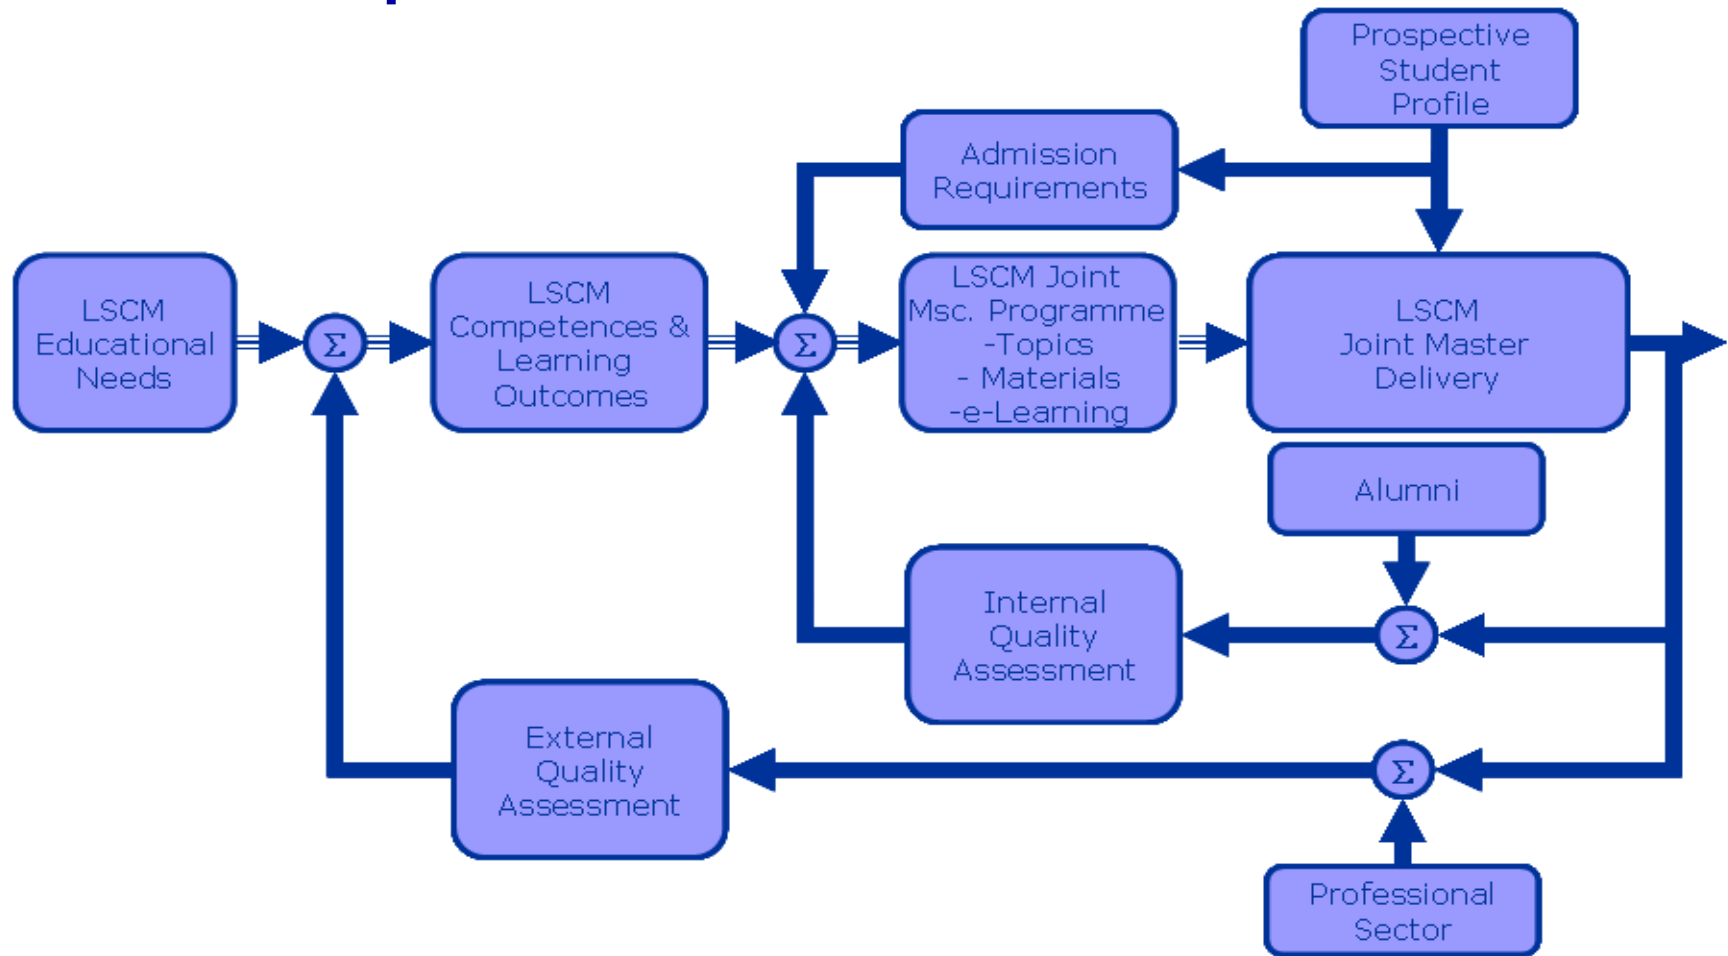 Prospective
Student
Profile
Admission
Requirements
LSCM
Educational
Needs
Σ
LSCM
Competences &
Learning
Outcomes
Σ
LSCM Joint
Msc. Programme
-Topics
- Materials
-e-Learning
LSCM
Joint Master
Delivery
Alumni
Internal
Quality
Assessment
Σ
External
Quality
Assessment
Σ
Professional
Sector